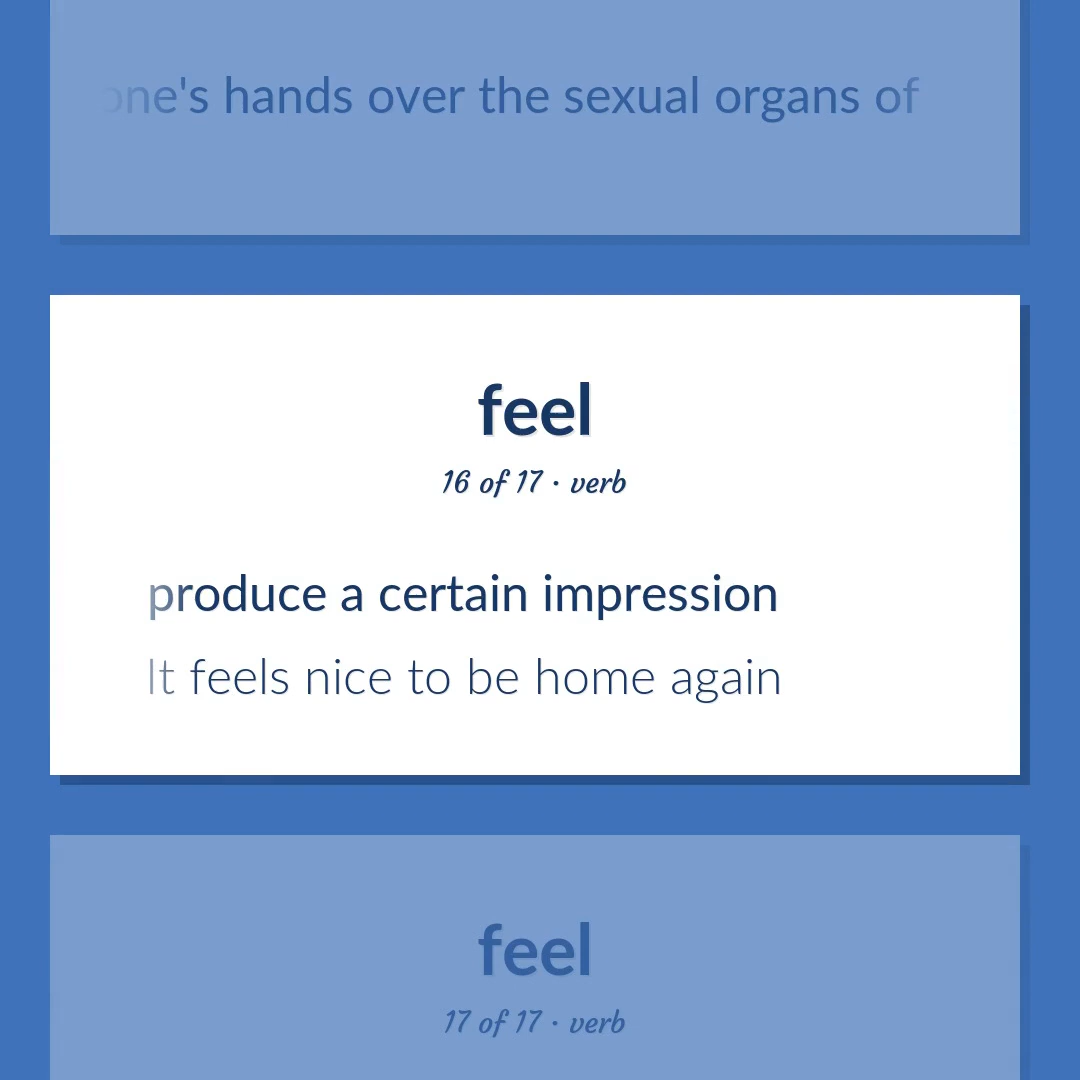 one's hands over the sexual organs of
feel
16 of 17 · verb
produce a certain impression
It feels nice to be home again
feel
17 of 17 · verb